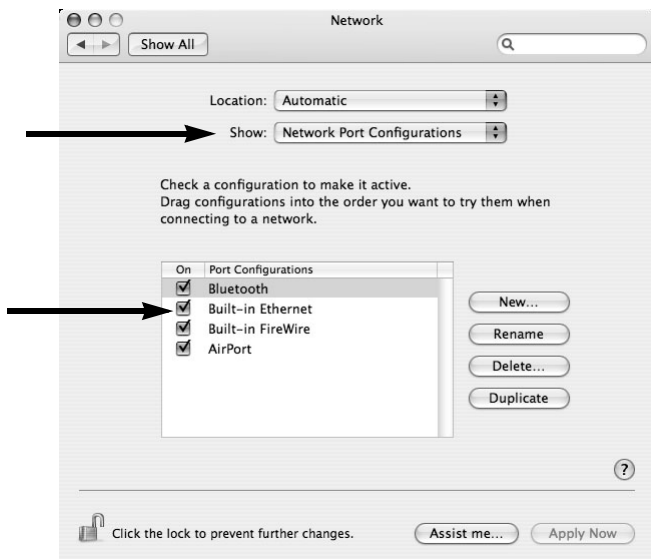 Network
Show All
Location: Automatic
Show: Network Port Configurations
Check a configuration to make it active.
Drag configurations into the order you want to try them when
connecting to a network.
On Port Configurations
Bluetooth
Built-in Ethernet
Built-in FireWire
AirPort
New...
Rename
Delete...
Duplicate
?
Click the lock to prevent further changes.
Assist me...
Apply Now